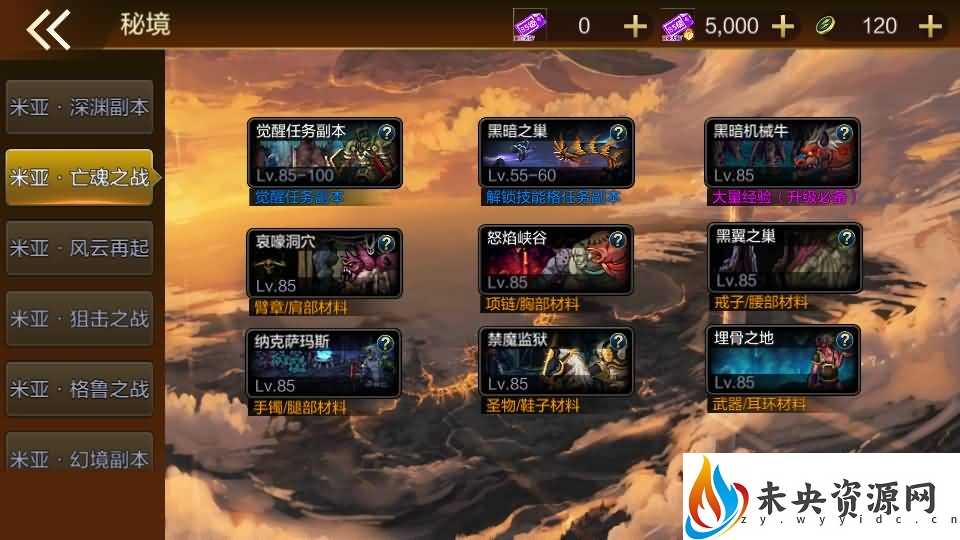 秘境
0
5,000
120
米亚·深渊副本
米亚·亡魂之战
米亚·风云再起
米亚·狙击之战
米亚·格鲁之战
米亚·幻境副本
觉醒任务副本
?
Lv.85-100
觉醒任务副本
黑暗之巢
?
Lv.55-60
解锁技能格任务副本
黑暗机械牛
?
Lv.85
大量经验(升级必备)
哀嚎洞穴
?
Lv.85
臂章/肩部材料
怒焰峡谷
?
Lv.85
项链/胸部材料
黑翼之巢
?
Lv.85
戒子/腰部材料
纳克萨玛斯
?
Lv.85
手镯/腿部材料
禁魔监狱
?
Lv.85
圣物/鞋子材料
埋骨之地
?
Lv.85
武器/耳环材料
未央资源网
zy.wyyidc.cn